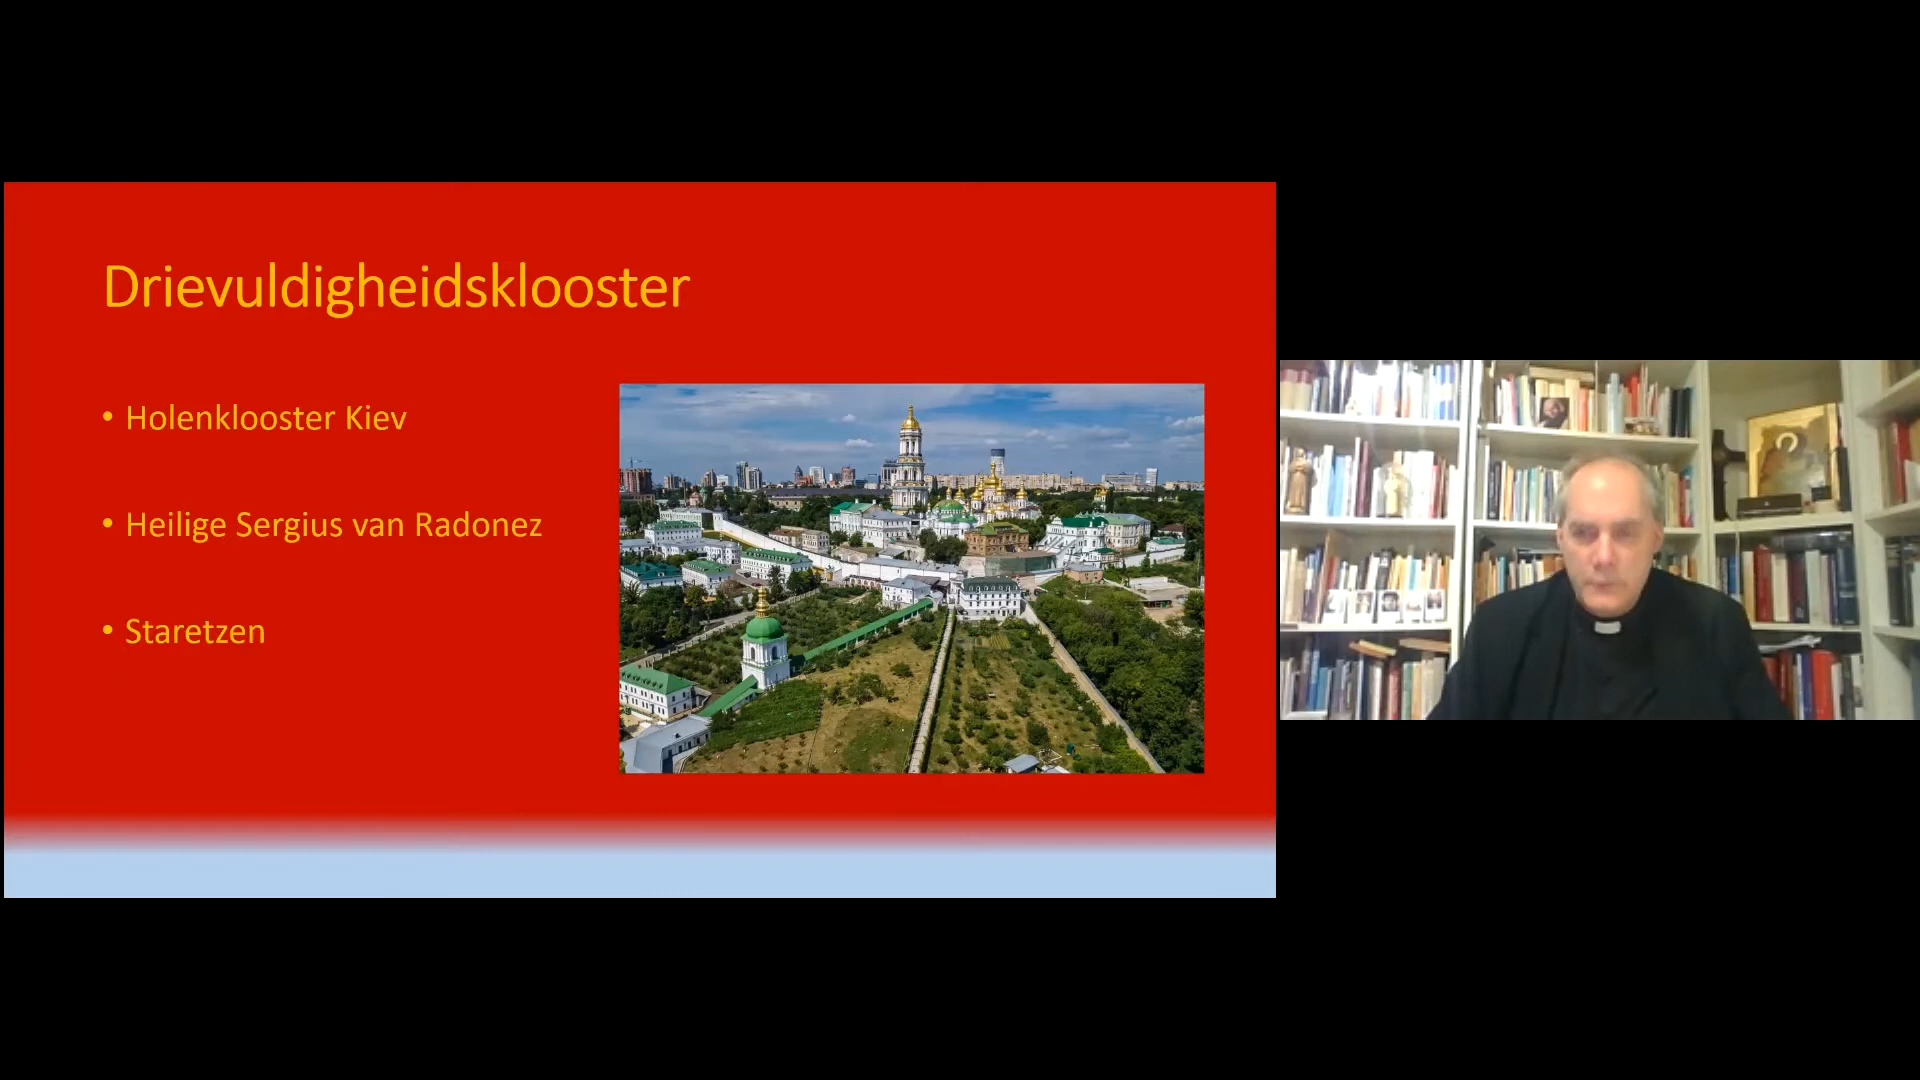 Drievuldigheidsklooster
• Holenklooster Kiev
• Heilige Sergius van Radonez
• Staretzen